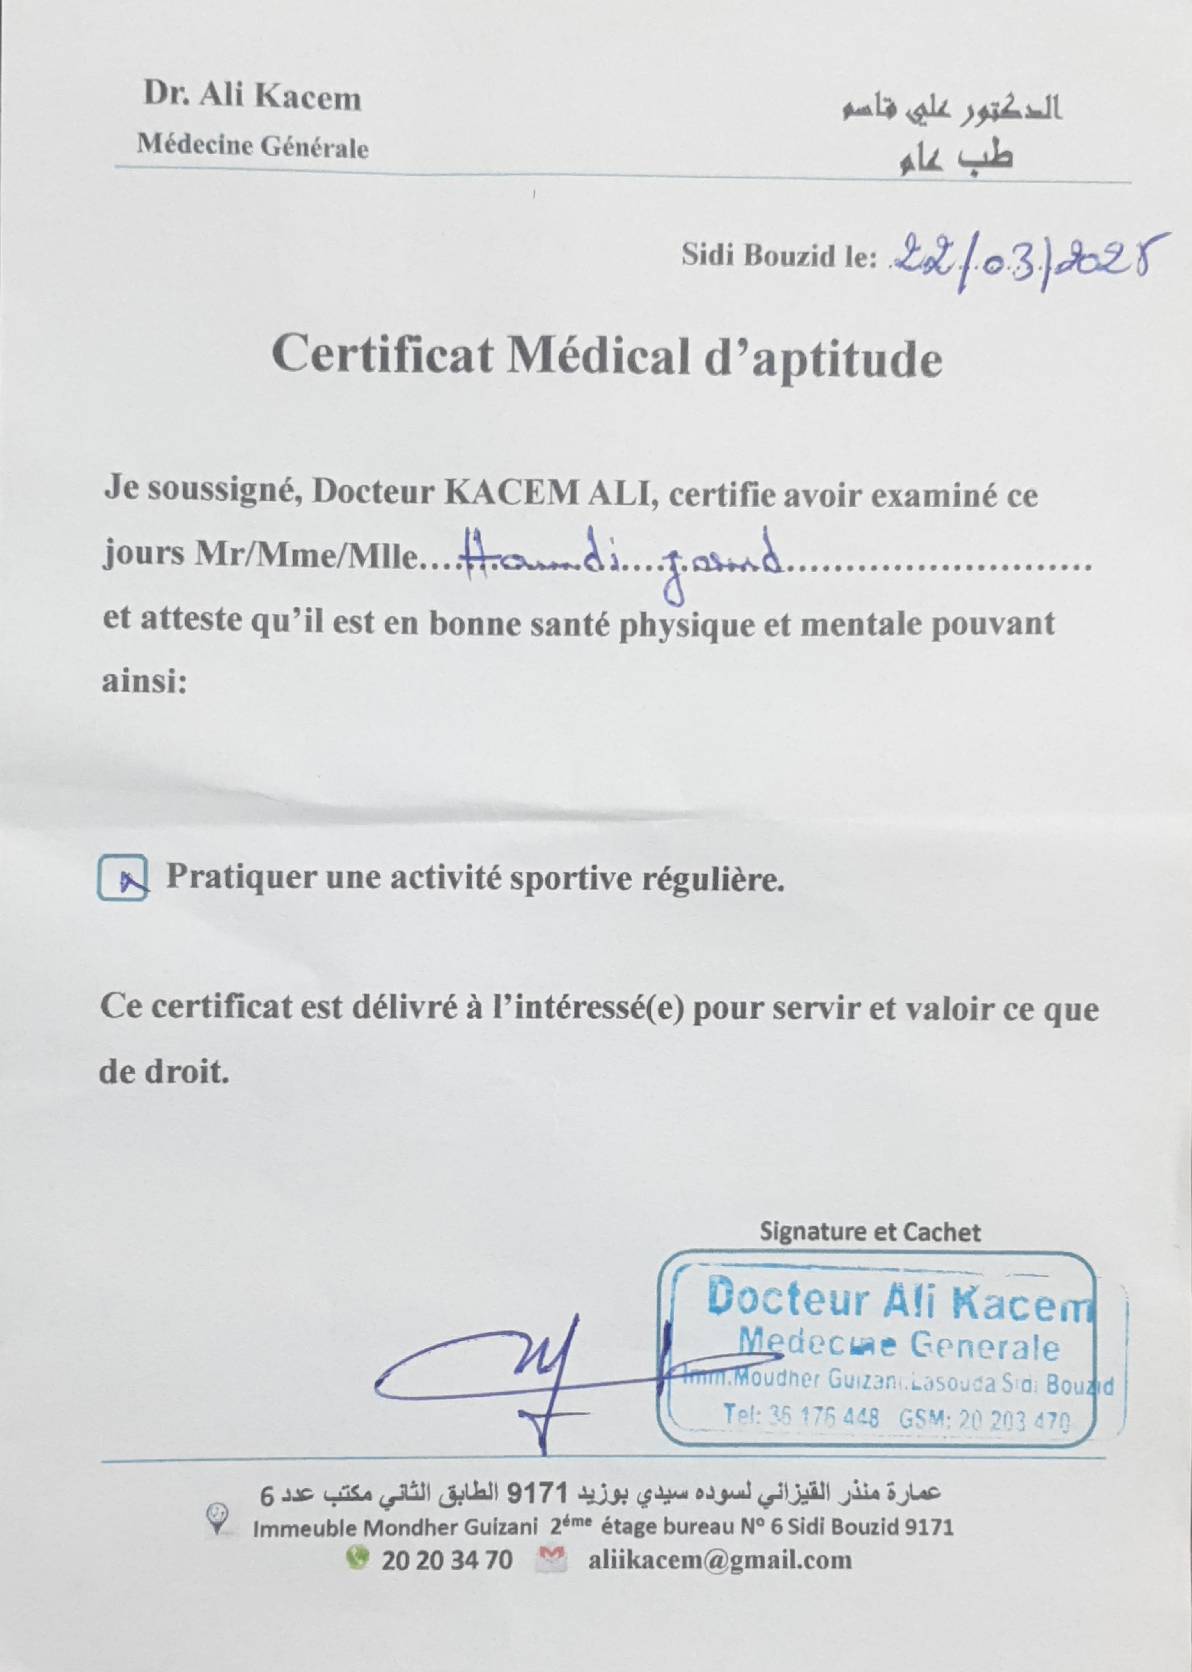 Dr. Ali Kacem
الدكتور علي قاسم
Médecine Générale
طب عام
Sidi Bouzid le: 22/03/2025
Certificat Médical d'aptitude
Je soussigné, Docteur KACEM ALI, certifie avoir examiné ce
jours Mr/Mme/Mlle....Hamdi..................................
et atteste qu'il est en bonne santé physique et mentale pouvant
ainsi:
Pratiquer une activité sportive régulière.
Ce certificat est délivré à l'intéressé(e) pour servir et valoir ce que
de droit.
Signature et Cachet
Docteur Ali Kacem
Medecine Generale
Imm.Moudher Guizani.Lasouda Sidi Bouzid
Tel: 36 176 448 GSM: 20 203 470
عمارة منذر القيزاني لسوده سيدي بوزيد 9171 الطابق الثاني مكتب عدد 6
Immeuble Mondher Guizani 2éme étage bureau N° 6 Sidi Bouzid 9171
20 20 34 70 aliikacem@gmail.com